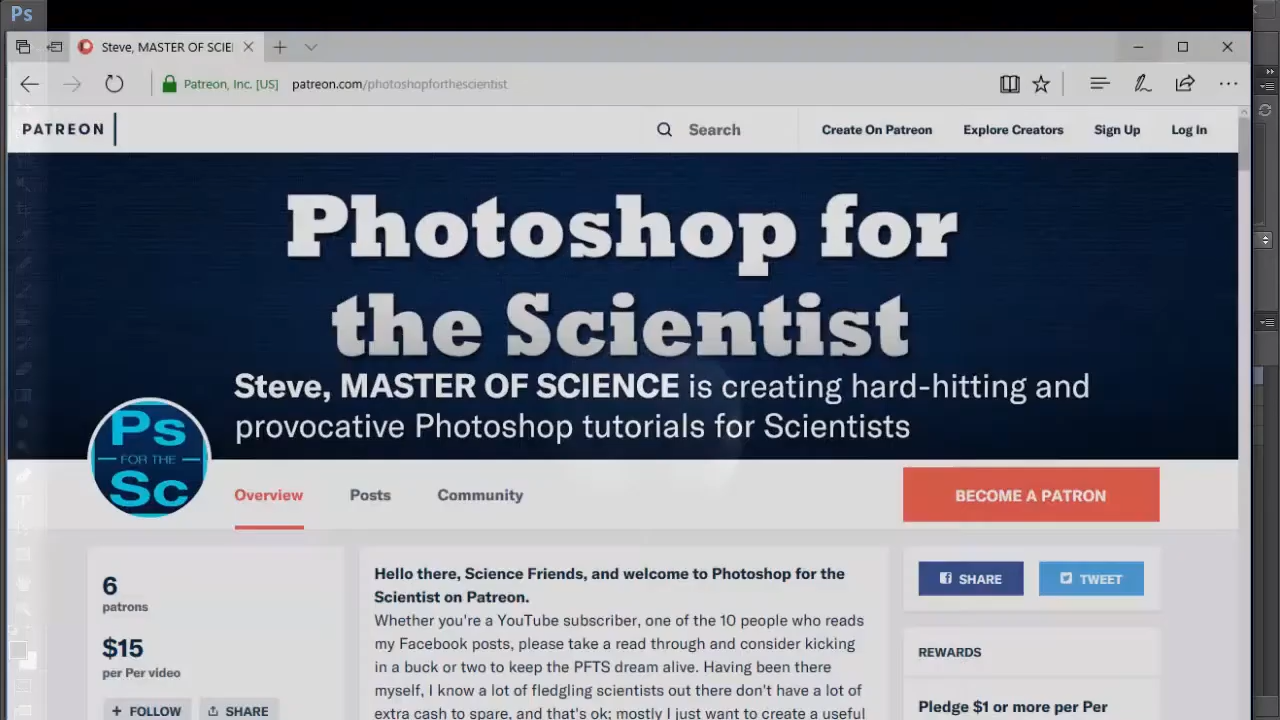 Ps
Steve, MASTER OF SCIE
Patreon, Inc. [US]
patreon.com/photoshopforthescientist
PATREON
Search
Create On Patreon
Explore Creators
Sign Up
Log In
Photoshop for
the Scientist
Steve, MASTER OF SCIENCE is creating hard-hitting and
provocative Photoshop tutorials for Scientists
Ps
FOR THE
Sc
Overview
Posts
Community
BECOME A PATRON
6
patrons
$15
per Per video
+ FOLLOW
SHARE
Hello there, Science Friends, and welcome to Photoshop for the
Scientist on Patreon.
Whether you're a YouTube subscriber, one of the 10 people who reads
my Facebook posts, please take a read through and consider kicking
in a buck or two to keep the PFTS dream alive. Having been there
myself, I know a lot of fledgling scientists out there don't have a lot of
extra cash to spare, and that's ok; mostly I just want to create a useful
SHARE
TWEET
REWARDS
Pledge $1 or more per Per